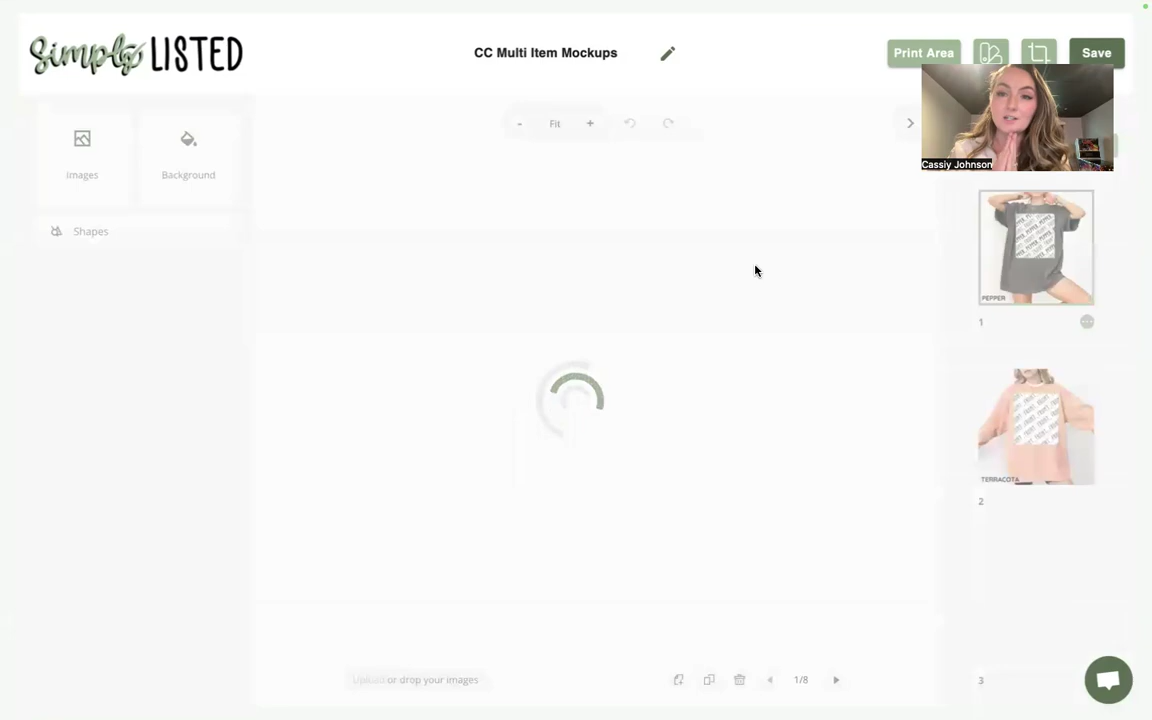 Simply LISTED
CC Multi Item Mockups
Print Area
Save
- Fit +
Images
Background
Cassiy Johnson
Shapes
PEPPER
1
TERRACOTA
2
Upload or drop your images
1/8
3